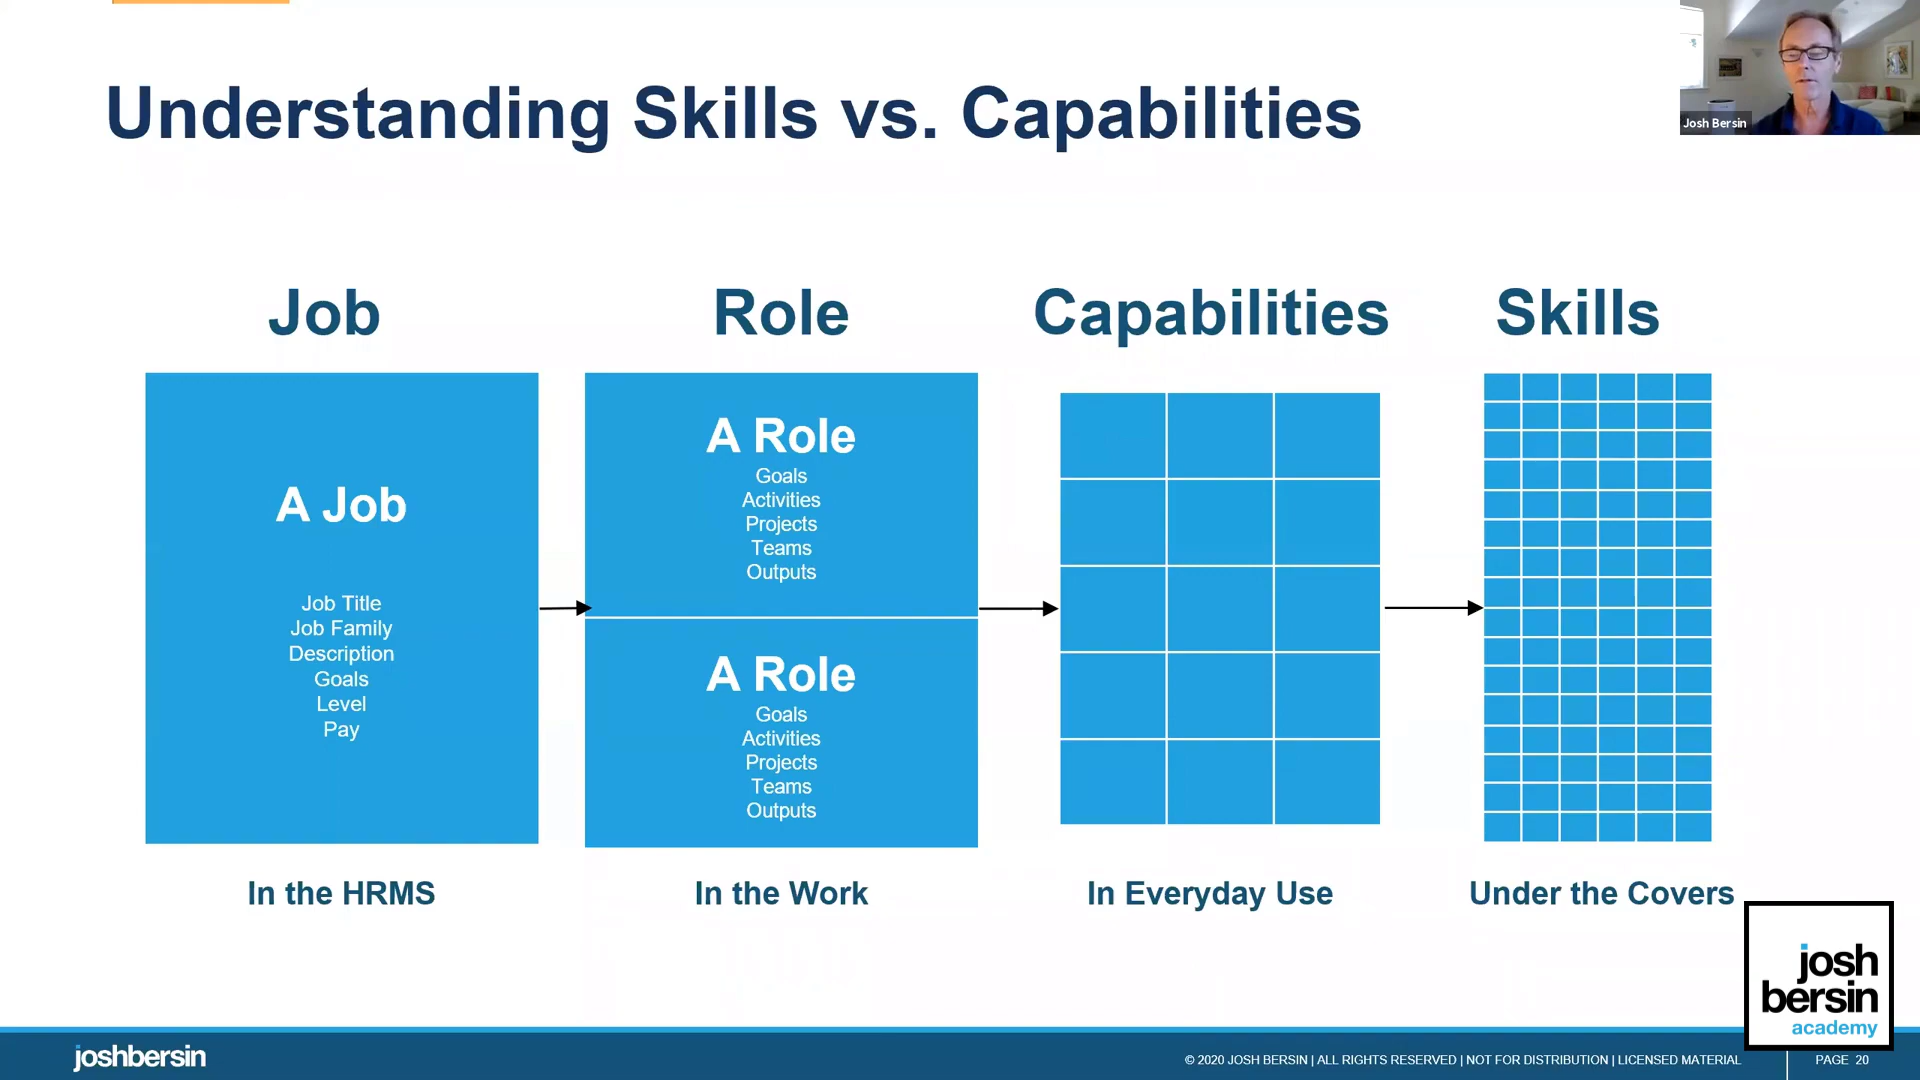 Understanding Skills vs. Capabilities
Josh Bersin
Job
Role
Capabilities
Skills
A Job
Job Title
Job Family
Description
Goals
Level
Pay
A Role
Goals
Activities
Projects
Teams
Outputs
A Role
Goals
Activities
Projects
Teams
Outputs
In the HRMS
In the Work
In Everyday Use
Under the Covers
josh
bersin
academy
joshbersin
© 2020 JOSH BERSIN | ALL RIGHTS RESERVED | NOT FOR DISTRIBUTION | LICENSED MATERIAL
PAGE 20